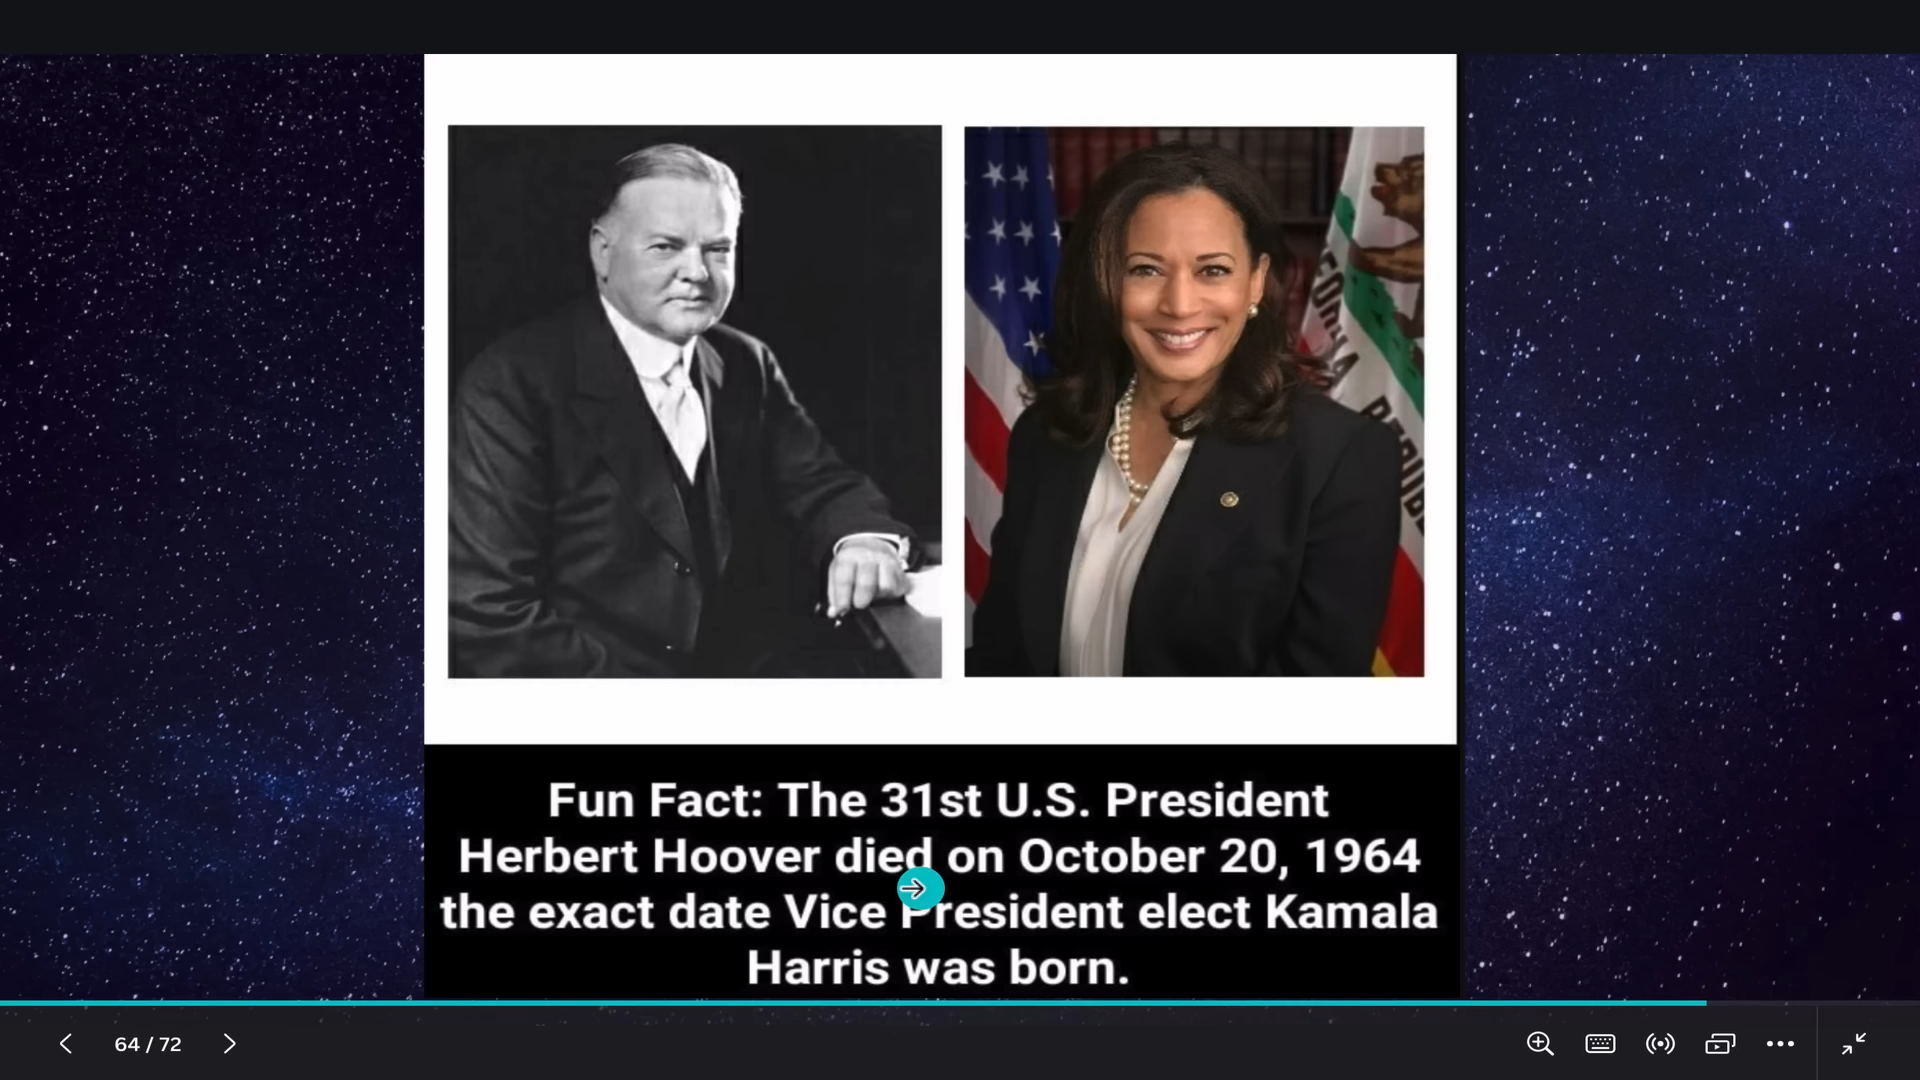 Fun Fact: The 31st U.S. President
Herbert Hoover died on October 20, 1964
the exact date Vice President elect Kamala
Harris was born.
64 / 72